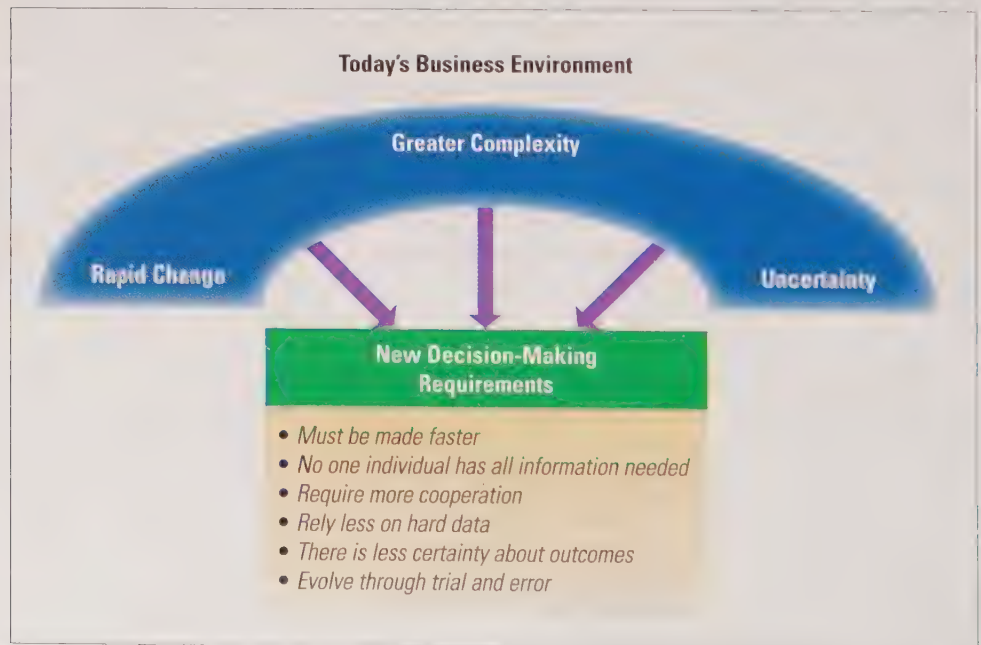 Today's Business Environment
Greater Complexity
Rapid Change
Uncertainty
New Decision-Making
Requirements
• Must be made faster
• No one individual has all information needed
• Require more cooperation
• Rely less on hard data
• There is less certainty about outcomes
• Evolve through trial and error